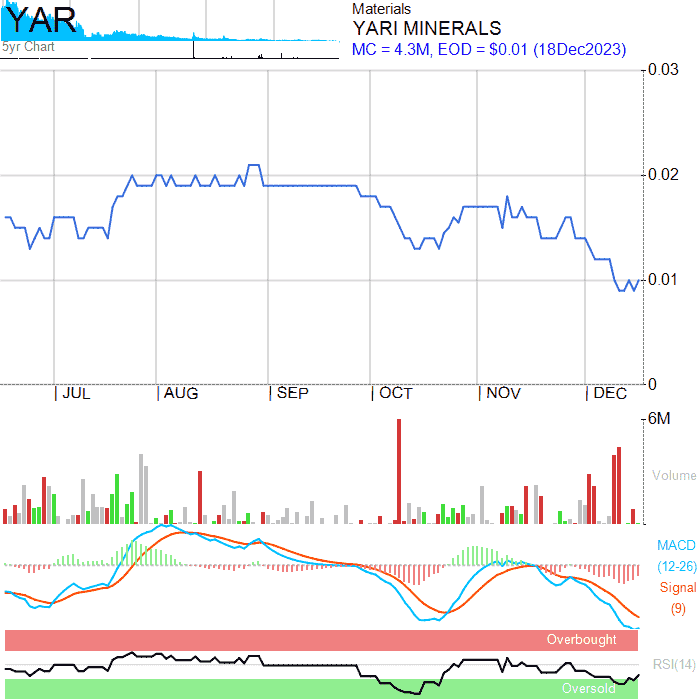 YAR
5yr Chart
Materials
YARI MINERALS
MC = 4.3M, EOD = $0.01 (18Dec2023)
0.03
0.02
0.01
0
JUL AUG SEP OCT NOV DEC
6M
Volume
MACD
(12-26)
Signal
(9)
Overbought
RSI(14)
Oversold